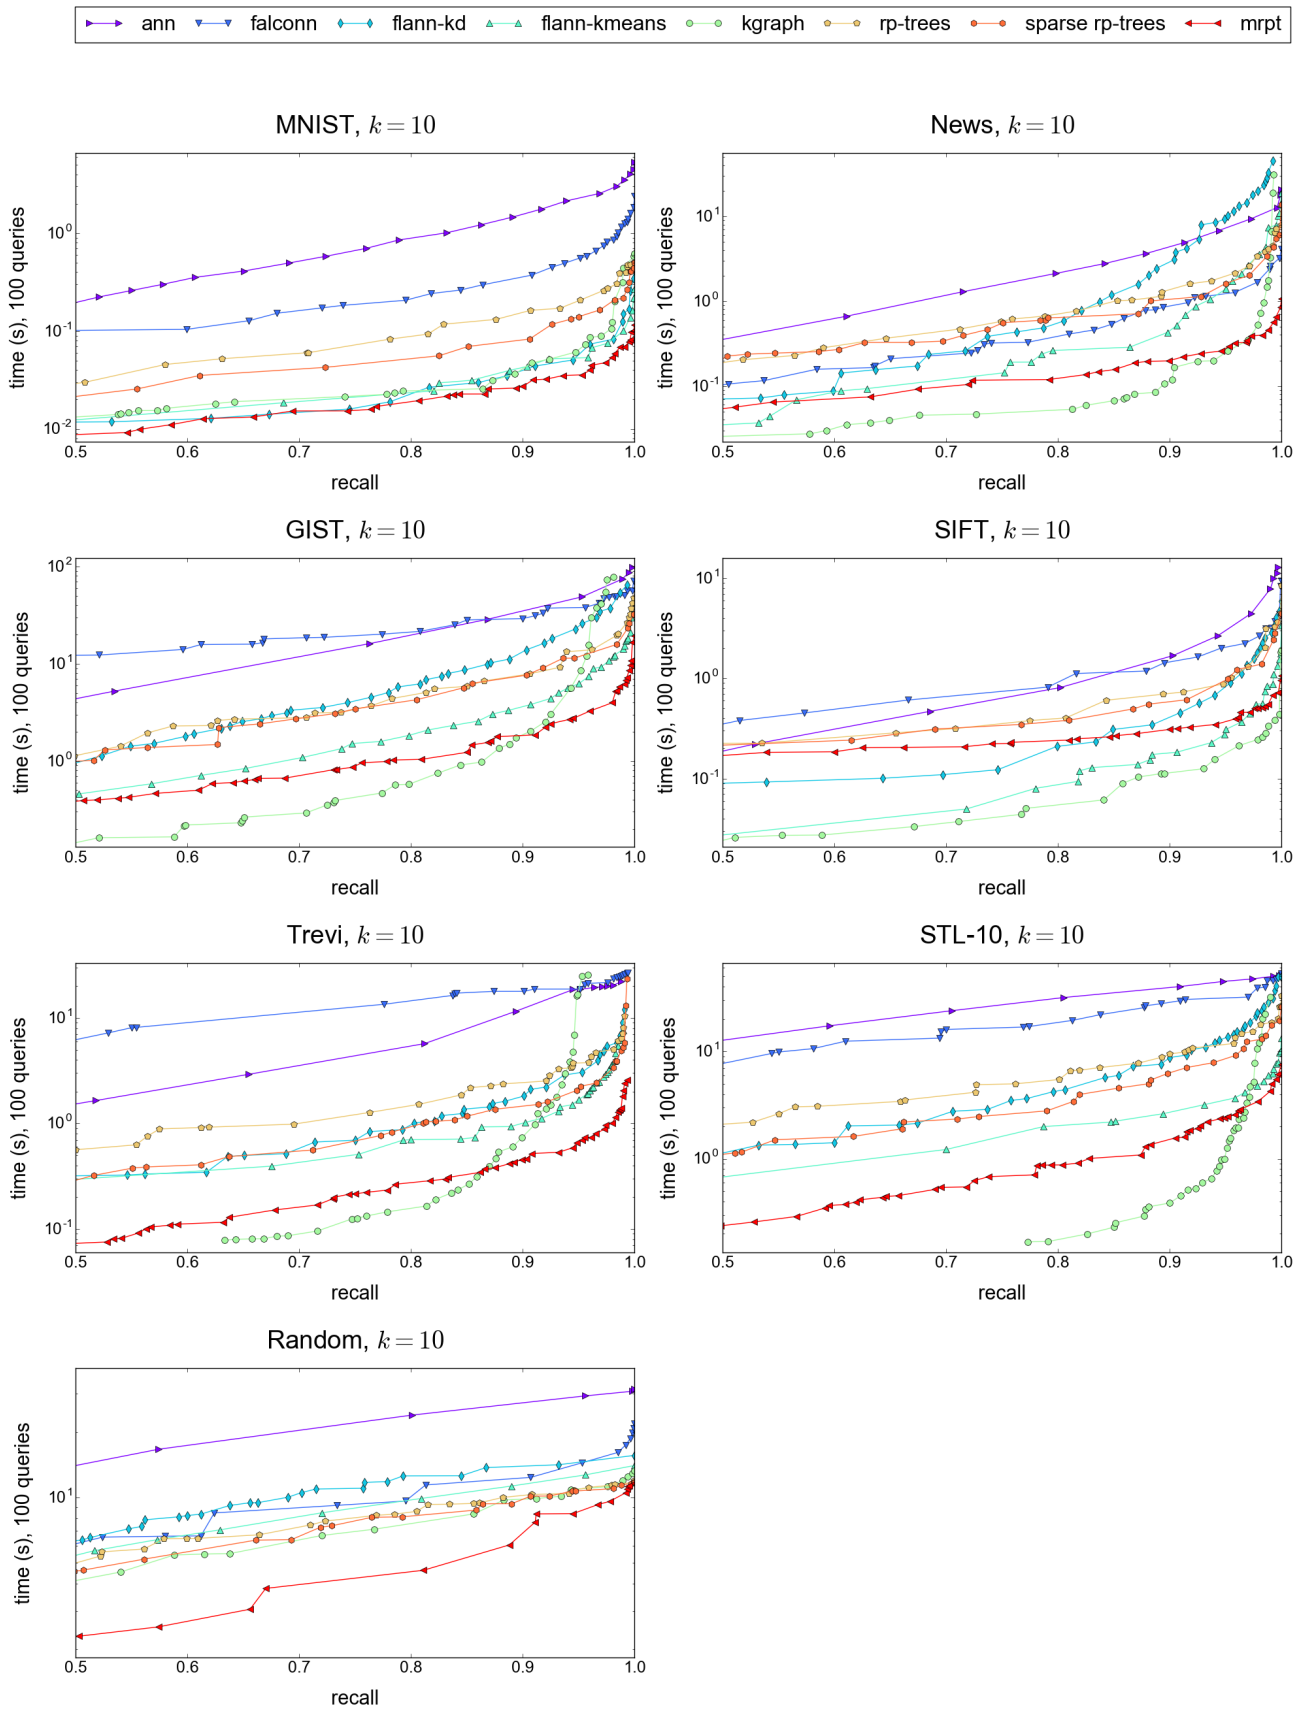 ann falconn flann-kd flann-kmeans kgraph rp-trees sparse rp-trees mrpt
MNIST, k = 10
time (s), 100 queries
10^0
10^-1
10^-2
0.5 0.6 0.7 0.8 0.9 1.0
recall
News, k = 10
time (s), 100 queries
10^1
10^0
10^-1
0.5 0.6 0.7 0.8 0.9 1.0
recall
GIST, k = 10
time (s), 100 queries
10^2
10^1
10^0
0.5 0.6 0.7 0.8 0.9 1.0
recall
SIFT, k = 10
time (s), 100 queries
10^1
10^0
10^-1
0.5 0.6 0.7 0.8 0.9 1.0
recall
Trevi, k = 10
time (s), 100 queries
10^1
10^0
10^-1
0.5 0.6 0.7 0.8 0.9 1.0
recall
STL-10, k = 10
time (s), 100 queries
10^1
10^0
0.5 0.6 0.7 0.8 0.9 1.0
recall
Random, k = 10
time (s), 100 queries
10^1
0.5 0.6 0.7 0.8 0.9 1.0
recall